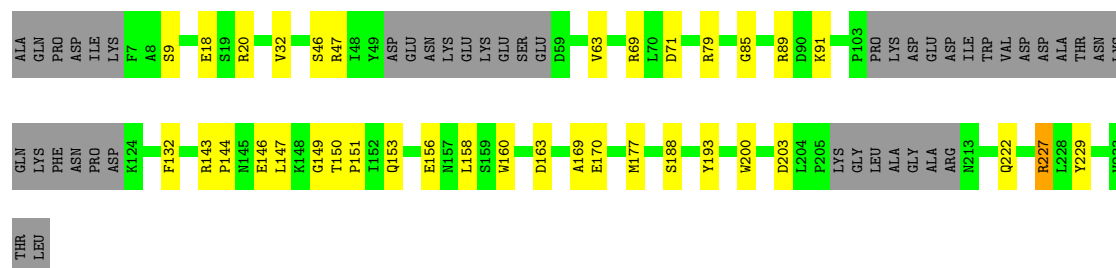 ALA GLN PRO ASP ILE LYS F7 A8 S9 E18 S19 R20 V32 S46 R47 I48 Y49 ASP GLU ASN LYS GLU LYS GLU SER GLU D59 V63 R69 L70 D71 R79 G85 R89 D90 K91 P103 PRO LYS ASP GLU ASP ILE TRP VAL ASP ASP ALA THR ASN
GLN LYS PHE ASN PRO ASP K124 F132 R143 P144 N145 E146 L147 K148 G149 T150 P151 I152 Q153 E156 N157 L158 S159 W160 D163 A169 E170 M177 S188 Y193 W200 D203 L204 P205 LYS GLY LEU ALA GLY ALA ARG N213 Q222 R227 L228 Y229
THR LEU